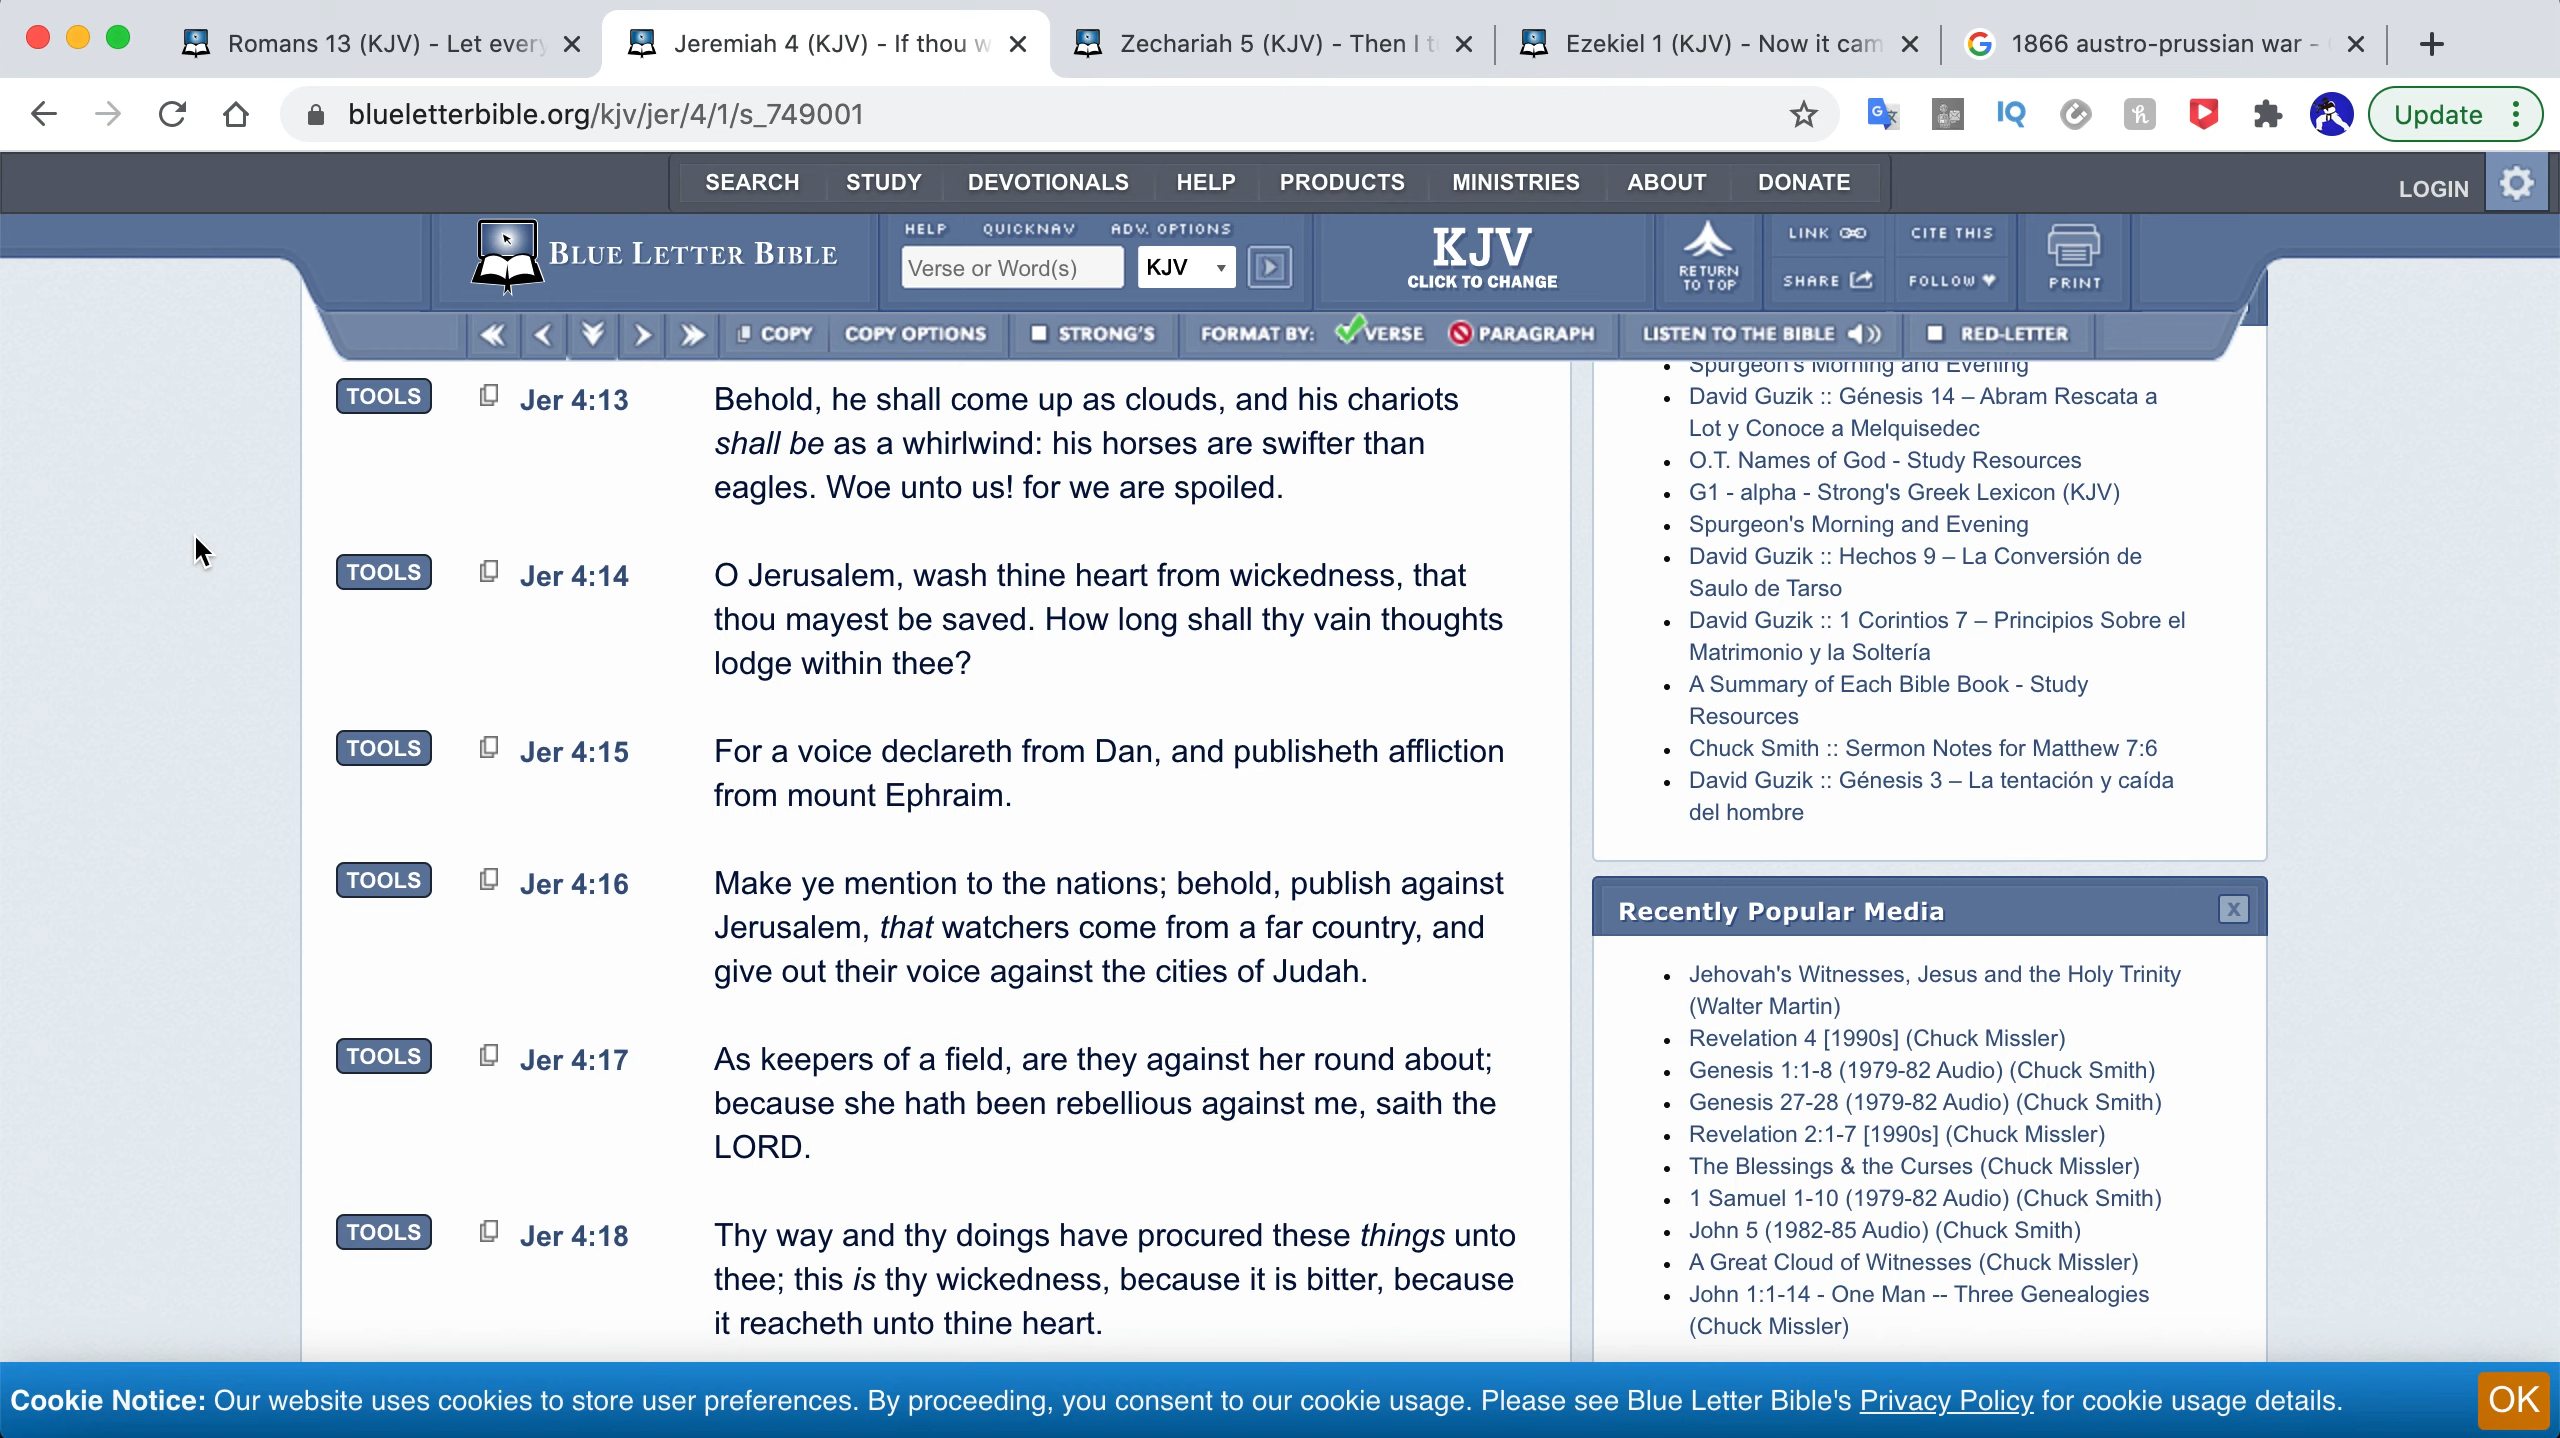 Romans 13 (KJV) - Let every
Jeremiah 4 (KJV) - If thou w
Zechariah 5 (KJV) - Then I t
Ezekiel 1 (KJV) - Now it cam
1866 austro-prussian war -
blueletterbible.org/kjv/jer/4/1/s_749001
IQ
Update
SEARCH STUDY DEVOTIONALS HELP PRODUCTS MINISTRIES ABOUT DONATE
LOGIN
BLUE LETTER BIBLE
HELP QUICKNAV ADV. OPTIONS
Verse or Word(s)
KJV
KJV
CLICK TO CHANGE
RETURN
TO TOP
LINK
CITE THIS
SHARE
FOLLOW
PRINT
COPY COPY OPTIONS STRONG'S FORMAT BY: VERSE PARAGRAPH LISTEN TO THE BIBLE RED-LETTER
TOOLS Jer 4:13 Behold, he shall come up as clouds, and his chariots
shall be as a whirlwind: his horses are swifter than
eagles. Woe unto us! for we are spoiled.
TOOLS Jer 4:14 O Jerusalem, wash thine heart from wickedness, that
thou mayest be saved. How long shall thy vain thoughts
lodge within thee?
TOOLS Jer 4:15 For a voice declareth from Dan, and publisheth affliction
from mount Ephraim.
TOOLS Jer 4:16 Make ye mention to the nations; behold, publish against
Jerusalem, that watchers come from a far country, and
give out their voice against the cities of Judah.
TOOLS Jer 4:17 As keepers of a field, are they against her round about;
because she hath been rebellious against me, saith the
LORD.
TOOLS Jer 4:18 Thy way and thy doings have procured these things unto
thee; this is thy wickedness, because it is bitter, because
it reacheth unto thine heart.
Spurgeon's Morning and Evening
David Guzik :: Génesis 14 – Abram Rescata a
Lot y Conoce a Melquisedec
O.T. Names of God - Study Resources
G1 - alpha - Strong's Greek Lexicon (KJV)
Spurgeon's Morning and Evening
David Guzik :: Hechos 9 – La Conversión de
Saulo de Tarso
David Guzik :: 1 Corintios 7 – Principios Sobre el
Matrimonio y la Soltería
A Summary of Each Bible Book - Study
Resources
Chuck Smith :: Sermon Notes for Matthew 7:6
David Guzik :: Génesis 3 – La tentación y caída
del hombre
Recently Popular Media
X
Jehovah's Witnesses, Jesus and the Holy Trinity
(Walter Martin)
Revelation 4 [1990s] (Chuck Missler)
Genesis 1:1-8 (1979-82 Audio) (Chuck Smith)
Genesis 27-28 (1979-82 Audio) (Chuck Smith)
Revelation 2:1-7 [1990s] (Chuck Missler)
The Blessings & the Curses (Chuck Missler)
1 Samuel 1-10 (1979-82 Audio) (Chuck Smith)
John 5 (1982-85 Audio) (Chuck Smith)
A Great Cloud of Witnesses (Chuck Missler)
John 1:1-14 - One Man -- Three Genealogies
(Chuck Missler)
Cookie Notice: Our website uses cookies to store user preferences. By proceeding, you consent to our cookie usage. Please see Blue Letter Bible's Privacy Policy for cookie usage details.
OK